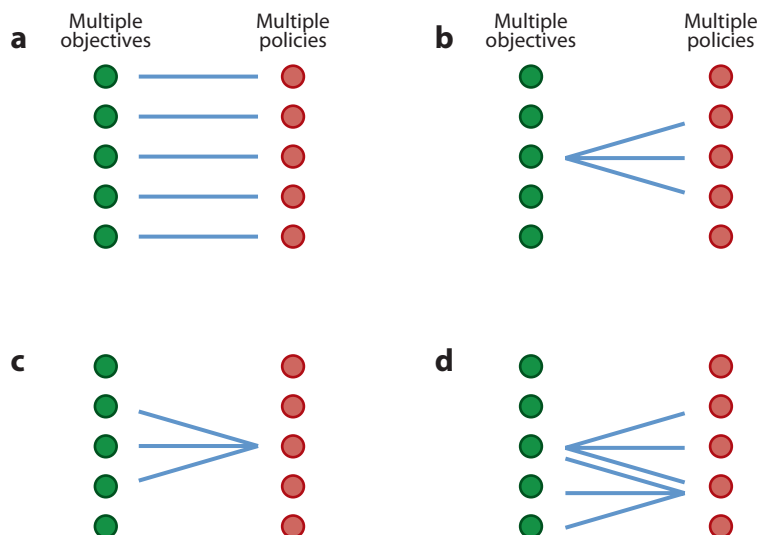 a
Multiple
objectives
Multiple
policies
b
Multiple
objectives
Multiple
policies
c
d